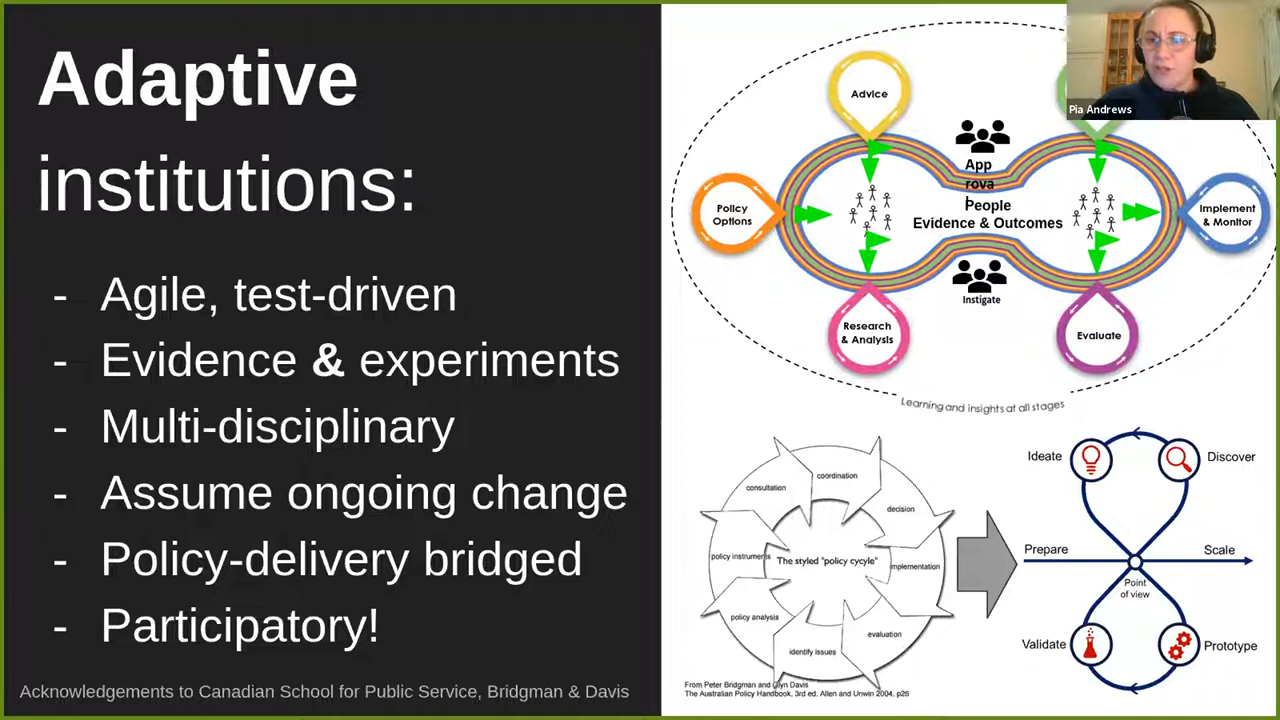 Adaptive
institutions:
- Agile, test-driven
- Evidence & experiments
- Multi-disciplinary
- Assume ongoing change
- Policy-delivery bridged
- Participatory!
Acknowledgements to Canadian School for Public Service, Bridgman & Davis
Pia Andrews
Advice
App
rova
l
People
Evidence & Outcomes
Policy
Options
Implement
& Monitor
Instigate
Research
& Analysis
Evaluate
Learning and insights at all stages
coordination
consultation
decision
policy instruments
The styled "policy cycyle"
implementation
policy analysis
evaluation
identify issues
From Peter Bridgman and Glyn Davis
The Australian Policy Handbook, 3rd ed. Allen and Unwin 2004, p26
Ideate
Discover
Prepare
Scale
Point
of view
Validate
Prototype